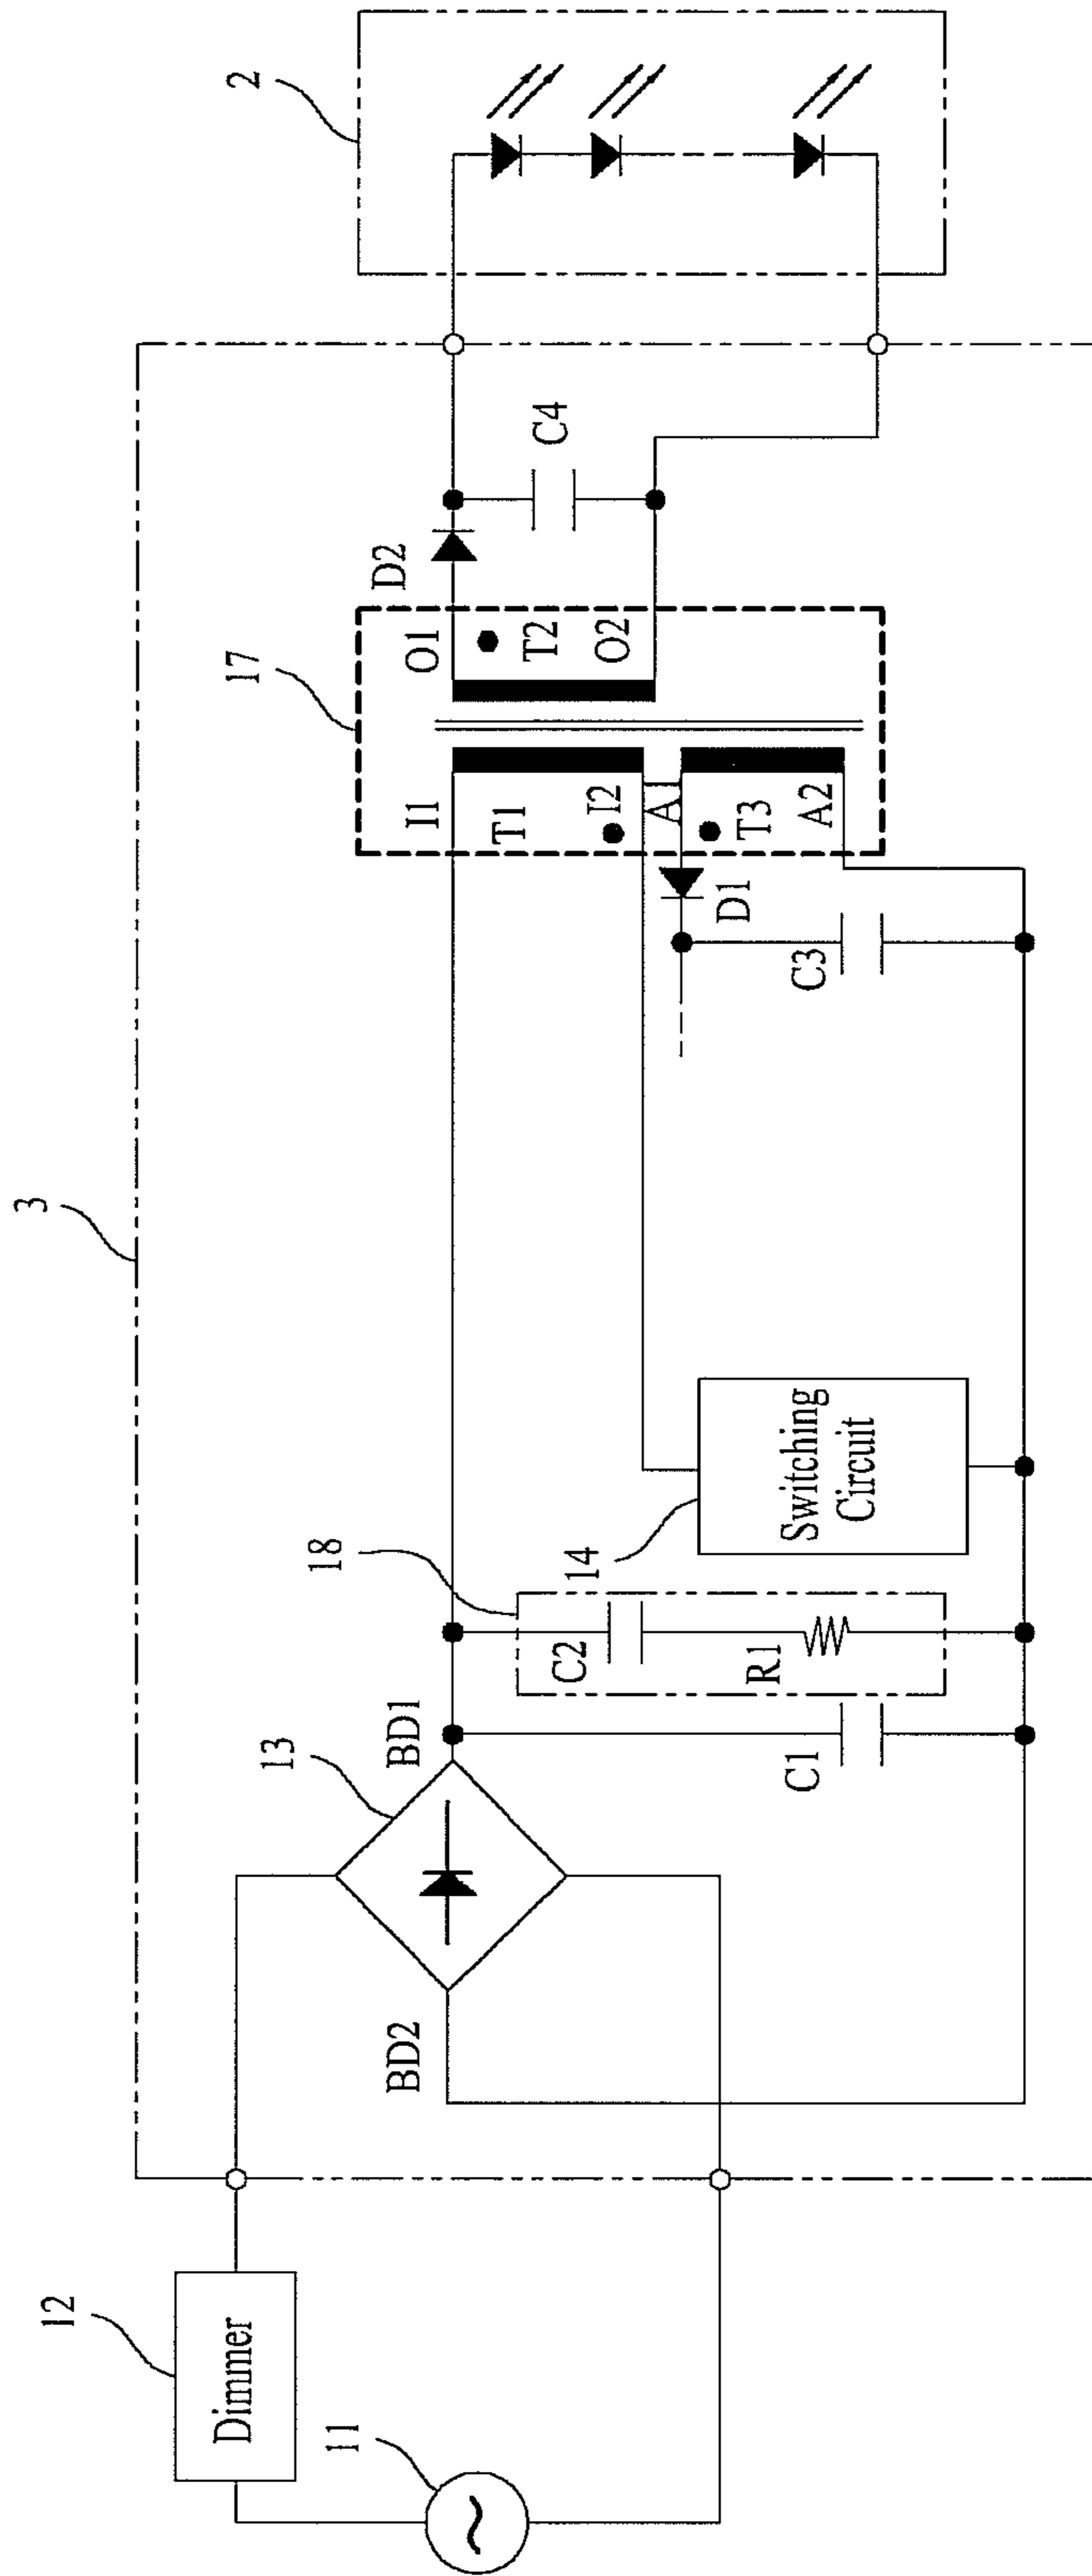 3
2
12
Dimmer
11
13
BD1
BD2
17
I1
O1
D2
T1
T2
C4
I2
O2
A1
T3
A2
D1
C3
18
C2
R1
C1
14
Switching
Circuit